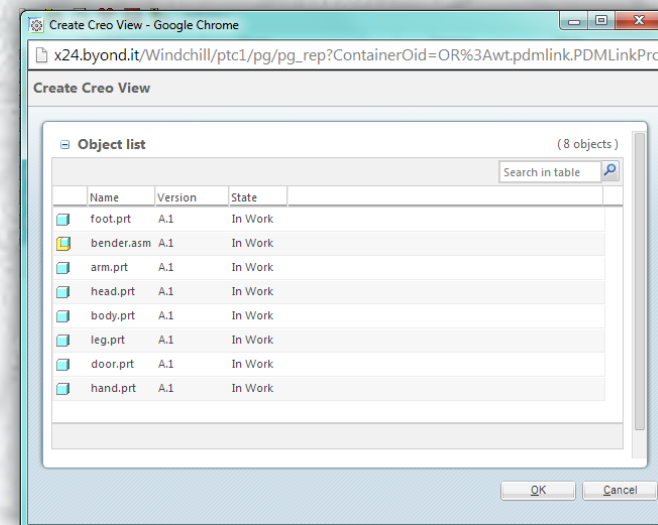 Create Creo View - Google Chrome
x24.byond.it/Windchill/ptc1/pg/pg_rep?ContainerOid=OR%3Awt.pdmlink.PDMLinkPro
Create Creo View
Object list (8 objects)
Search in table
Name Version State
foot.prt A.1 In Work
bender.asm A.1 In Work
arm.prt A.1 In Work
head.prt A.1 In Work
body.prt A.1 In Work
leg.prt A.1 In Work
door.prt A.1 In Work
hand.prt A.1 In Work
OK Cancel